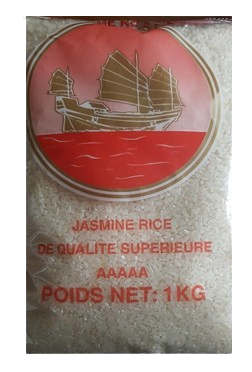 JASMINE RICE
DE QUALITE SUPERIEURE
AAAAA
POIDS NET: 1KG